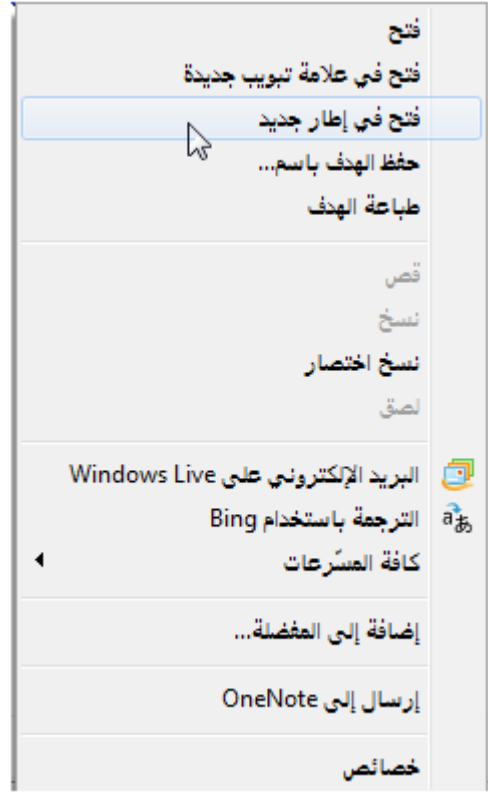 فتح
فتح في علامة تبويب جديدة
فتح في إطار جديد
حفظ الهدف باسم...
طباعة الهدف
قص
نسخ
نسخ اختصار
لصق
البريد الإلكتروني على Windows Live
الترجمة باستخدام Bing
كافة المسّرعات
إضافة إلى المفضلة...
إرسال إلى OneNote
خصائص